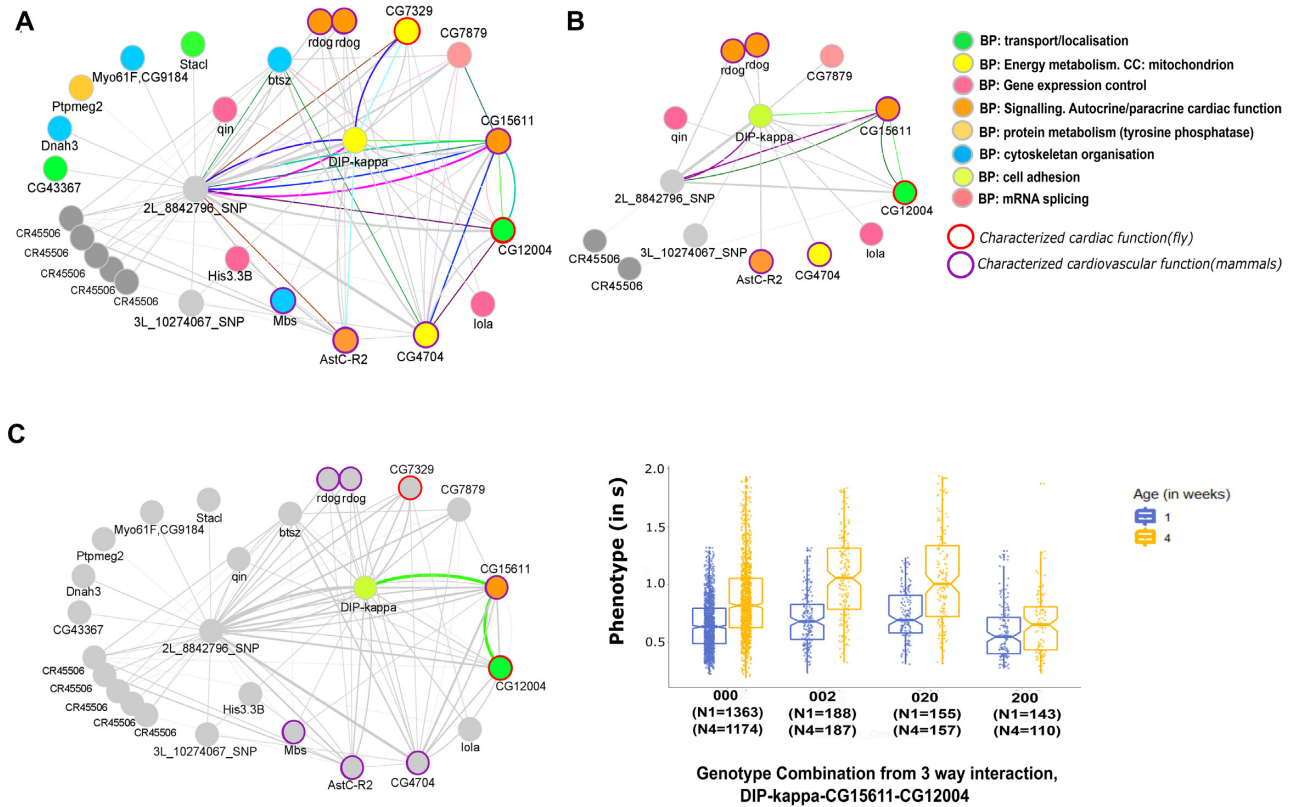 A
CG7329
rdog rdog
CG7879
Stacl
Myo61F,CG9184
btsz
Ptpmeg2
qin
CG15611
Dnah3
DIP-kappa
CG43367
2L_8842796_SNP
CR45506
CR45506
CR45506
CR45506
CG12004
His3.3B
3L_10274067_SNP
Mbs
lola
AstC-R2
CG4704
B
rdog
rdog
CG7879
qin
DIP-kappa
CG15611
2L_8842796_SNP
CG12004
3L_10274067_SNP
lola
CR45506
CR45506
AstC-R2
CG4704
BP: transport/localisation
BP: Energy metabolism. CC: mitochondrion
BP: Gene expression control
BP: Signalling. Autocrine/paracrine cardiac function
BP: protein metabolism (tyrosine phosphatase)
BP: cytoskeletan organisation
BP: cell adhesion
BP: mRNA splicing
Characterized cardiac function(fly)
Characterized cardiovascular function(mammals)
C
CG7329
rdog rdog
CG7879
Stacl
Myo61F,CG9184
btsz
Ptpmeg2
qin
CG15611
Dnah3
DIP-kappa
CG43367
2L_8842796_SNP
CR45506
CR45506
CR45506
CR45506
CG12004
His3.3B
3L_10274067_SNP
Mbs
lola
AstC-R2
CG4704
Phenotype (in s)
2.0
1.5
1.0
0.5
000 002 020 200
(N1=1363) (N1=188) (N1=155) (N1=143)
(N4=1174) (N4=187) (N4=157) (N4=110)
Genotype Combination from 3 way interaction,
DIP-kappa-CG15611-CG12004
Age (in weeks)
1
4